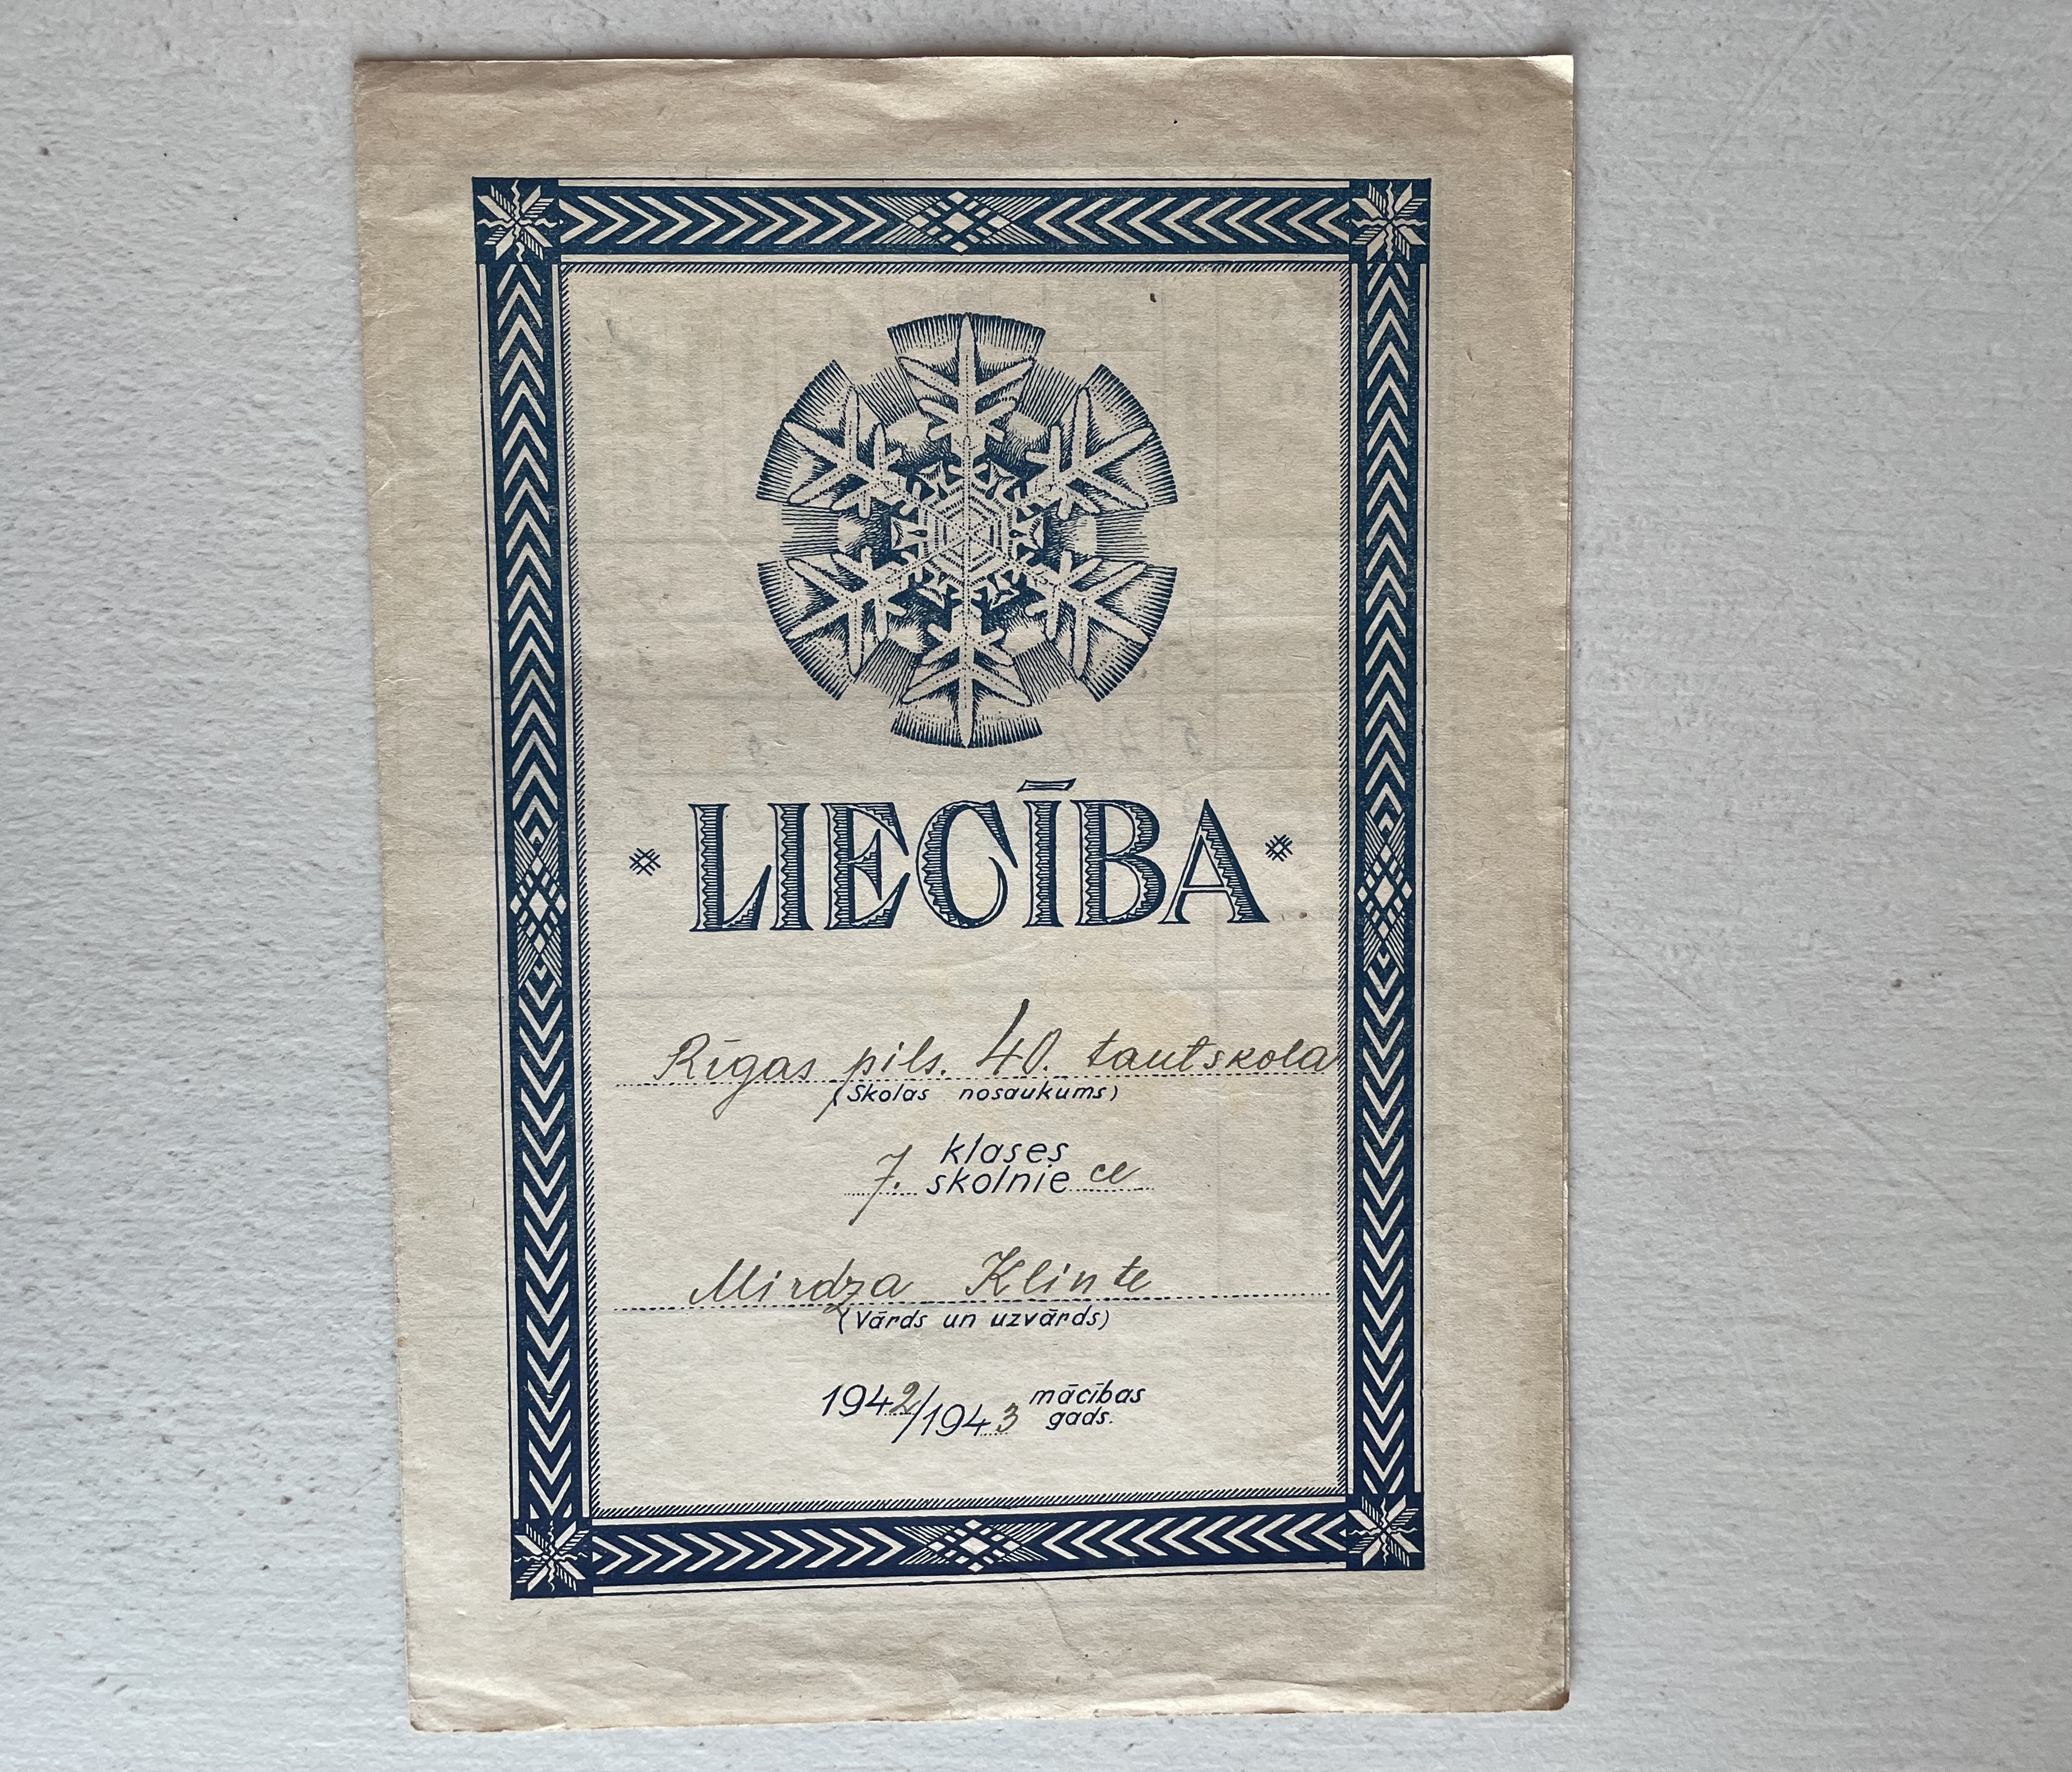 LIECĪBA
Rīgas pils. 40. tautskola
(Skolas nosaukums)
7. klases
skolniece
Mirdza Klinte
(Vārds un uzvārds)
1942/1943 mācības
gads.